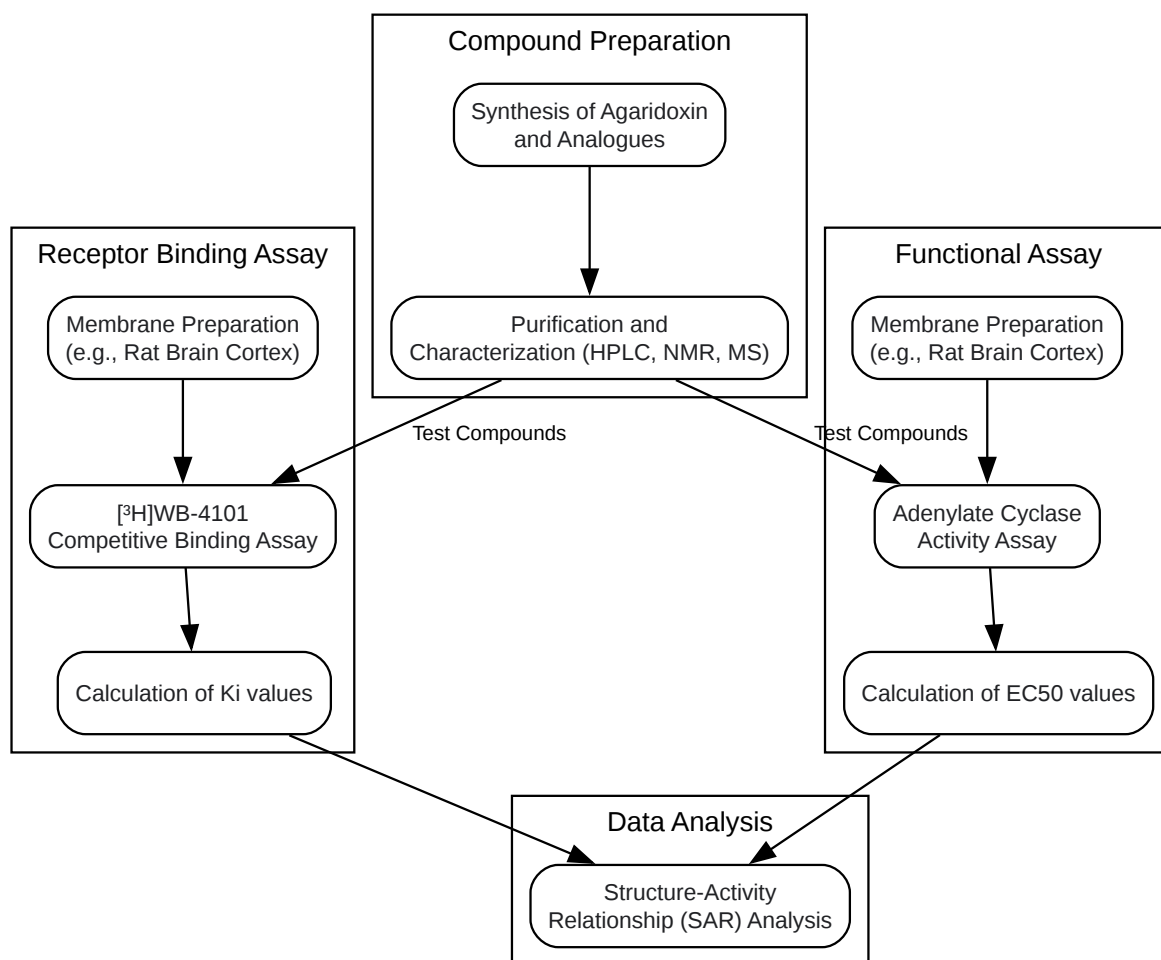 Compound Preparation
Synthesis of Agaridoxin
and Analogues
Purification and
Characterization (HPLC, NMR, MS)
Receptor Binding Assay
Membrane Preparation
(e.g., Rat Brain Cortex)
Test Compounds
[³H]WB-4101
Competitive Binding Assay
Calculation of Ki values
Functional Assay
Membrane Preparation
(e.g., Rat Brain Cortex)
Test Compounds
Adenylate Cyclase
Activity Assay
Calculation of EC50 values
Data Analysis
Structure-Activity
Relationship (SAR) Analysis